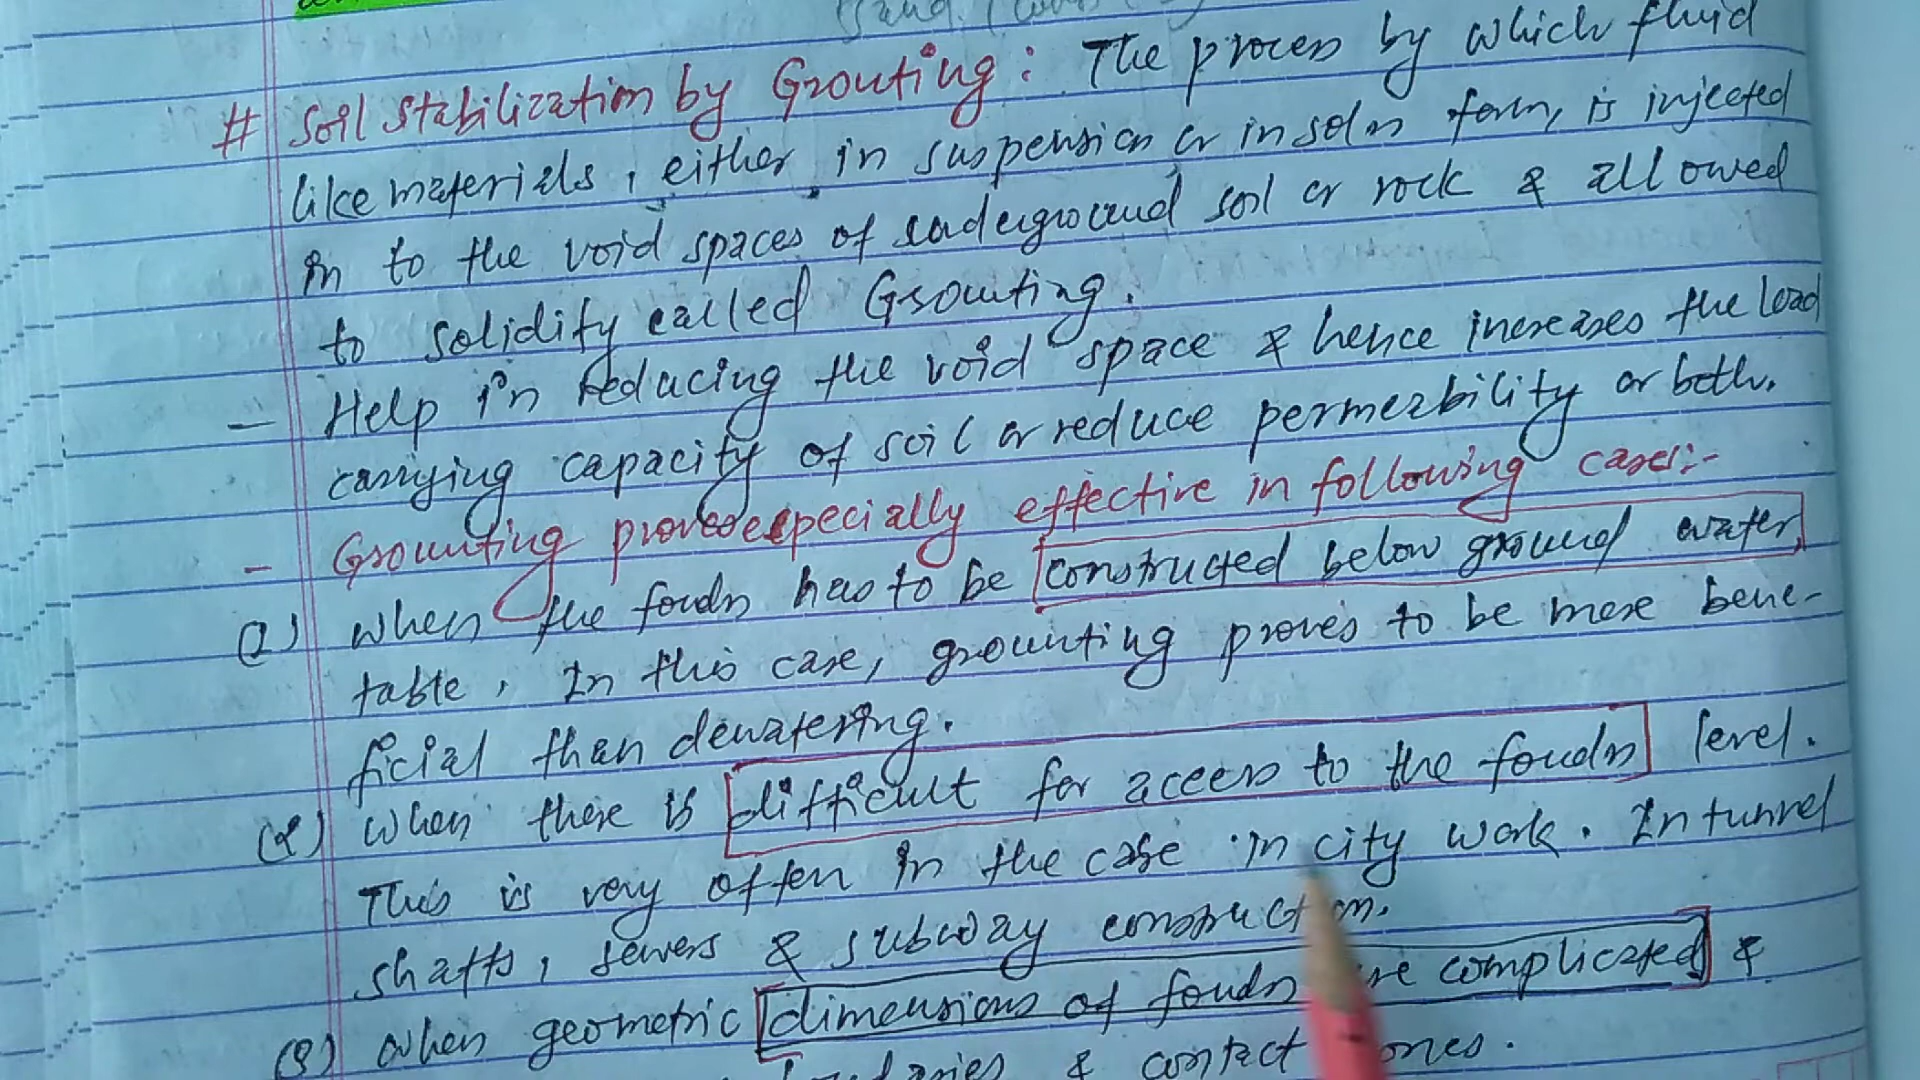 # Soil stabilization by Grouting : The process by which fluid
like materials, either in suspension or in soln form, is injected
in to the void spaces of underground soil or rock & allowed
to solidify called Grouting.
- Help in reducing the void space & hence increases the load
carrying capacity of soil or reduce permeability or both.
- Grounting proves especially effective in following cases:-
(1) When the foudn has to be constructed below ground water
table, In this case, grounting proves to be more bene-
ficial than dewatering.
(2) When there is difficult for access to the foudn level.
This is very often in the case in city work. In tunnel
shafts, sewers & subway construction.
(3) When geometric dimensions of foudn are complicated &
& contact